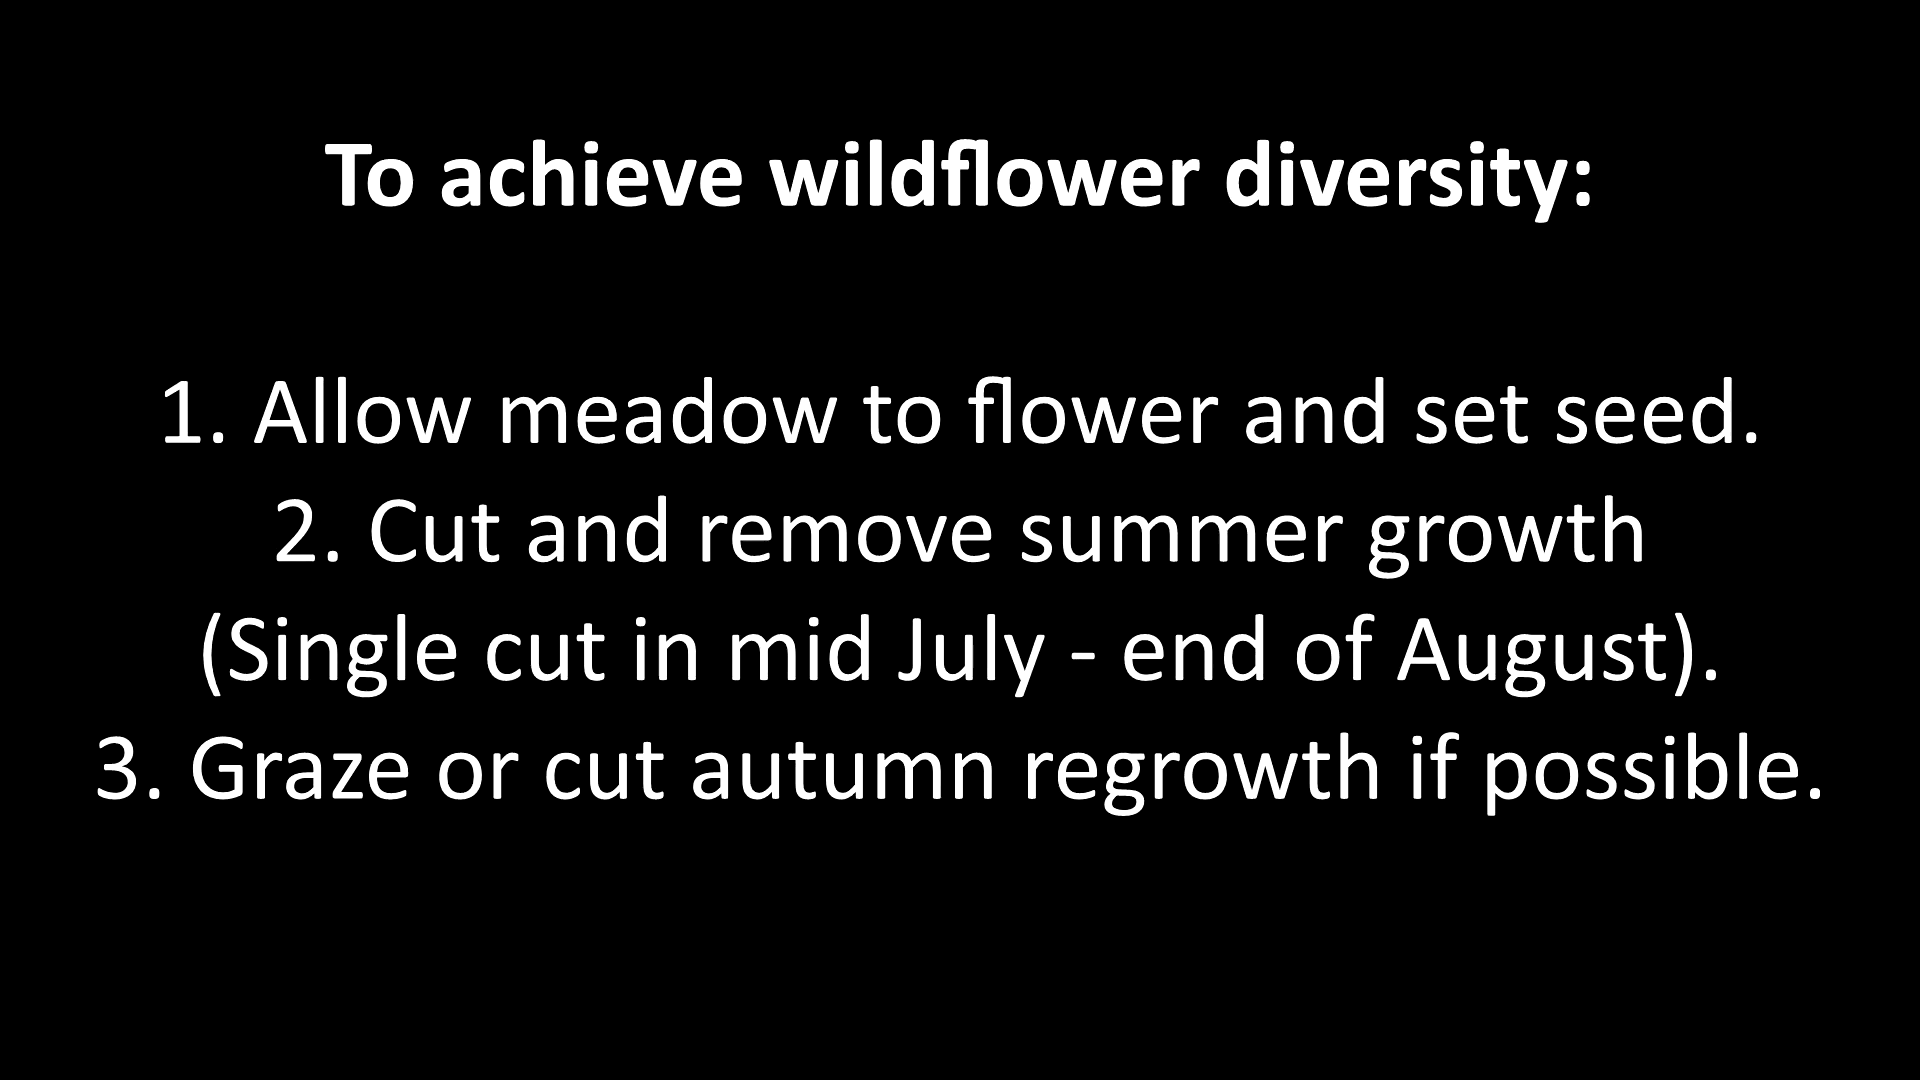 To achieve wildflower diversity:
1. Allow meadow to flower and set seed.
2. Cut and remove summer growth
(Single cut in mid July - end of August).
3. Graze or cut autumn regrowth if possible.